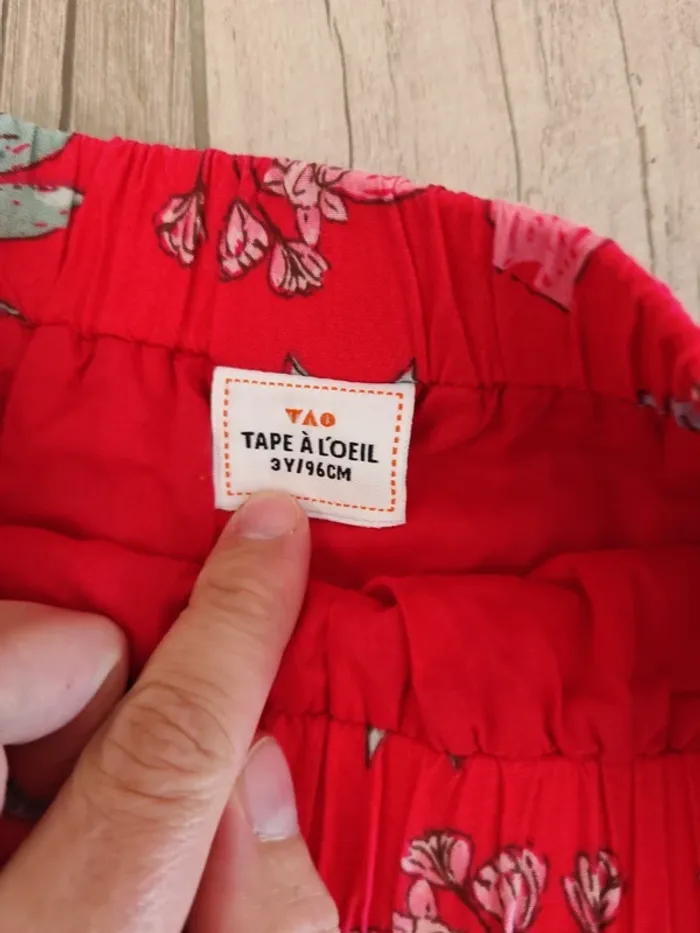 TAO
TAPE À L'OEIL
3Y/96CM